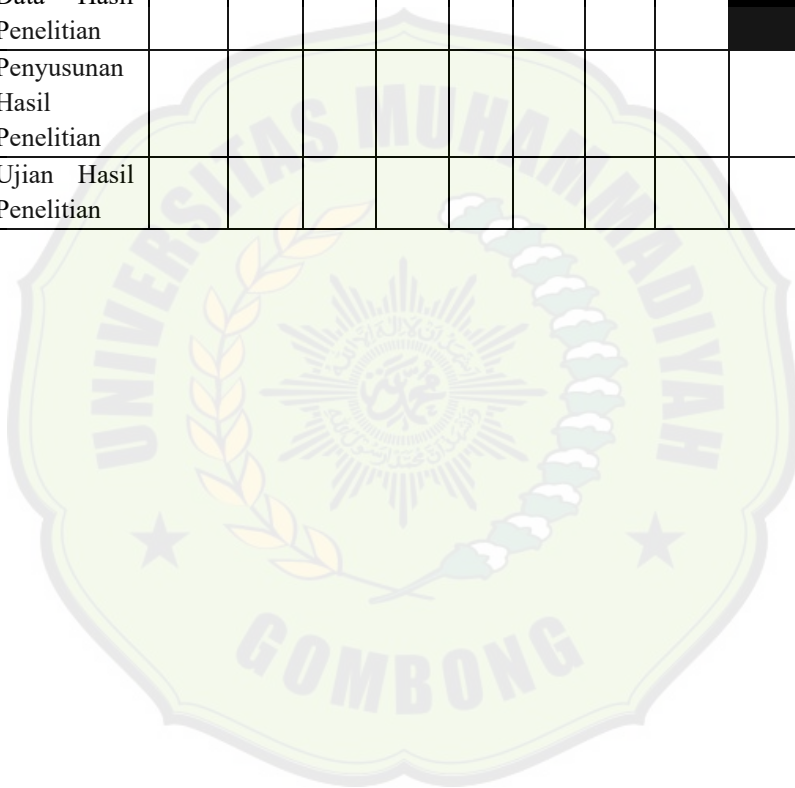 Data Hasil
Penelitian
Penyusunan
Hasil
Penelitian
Ujian Hasil
Penelitian
UNIVERSITAS MUHAMMADIYAH
GOMBONG